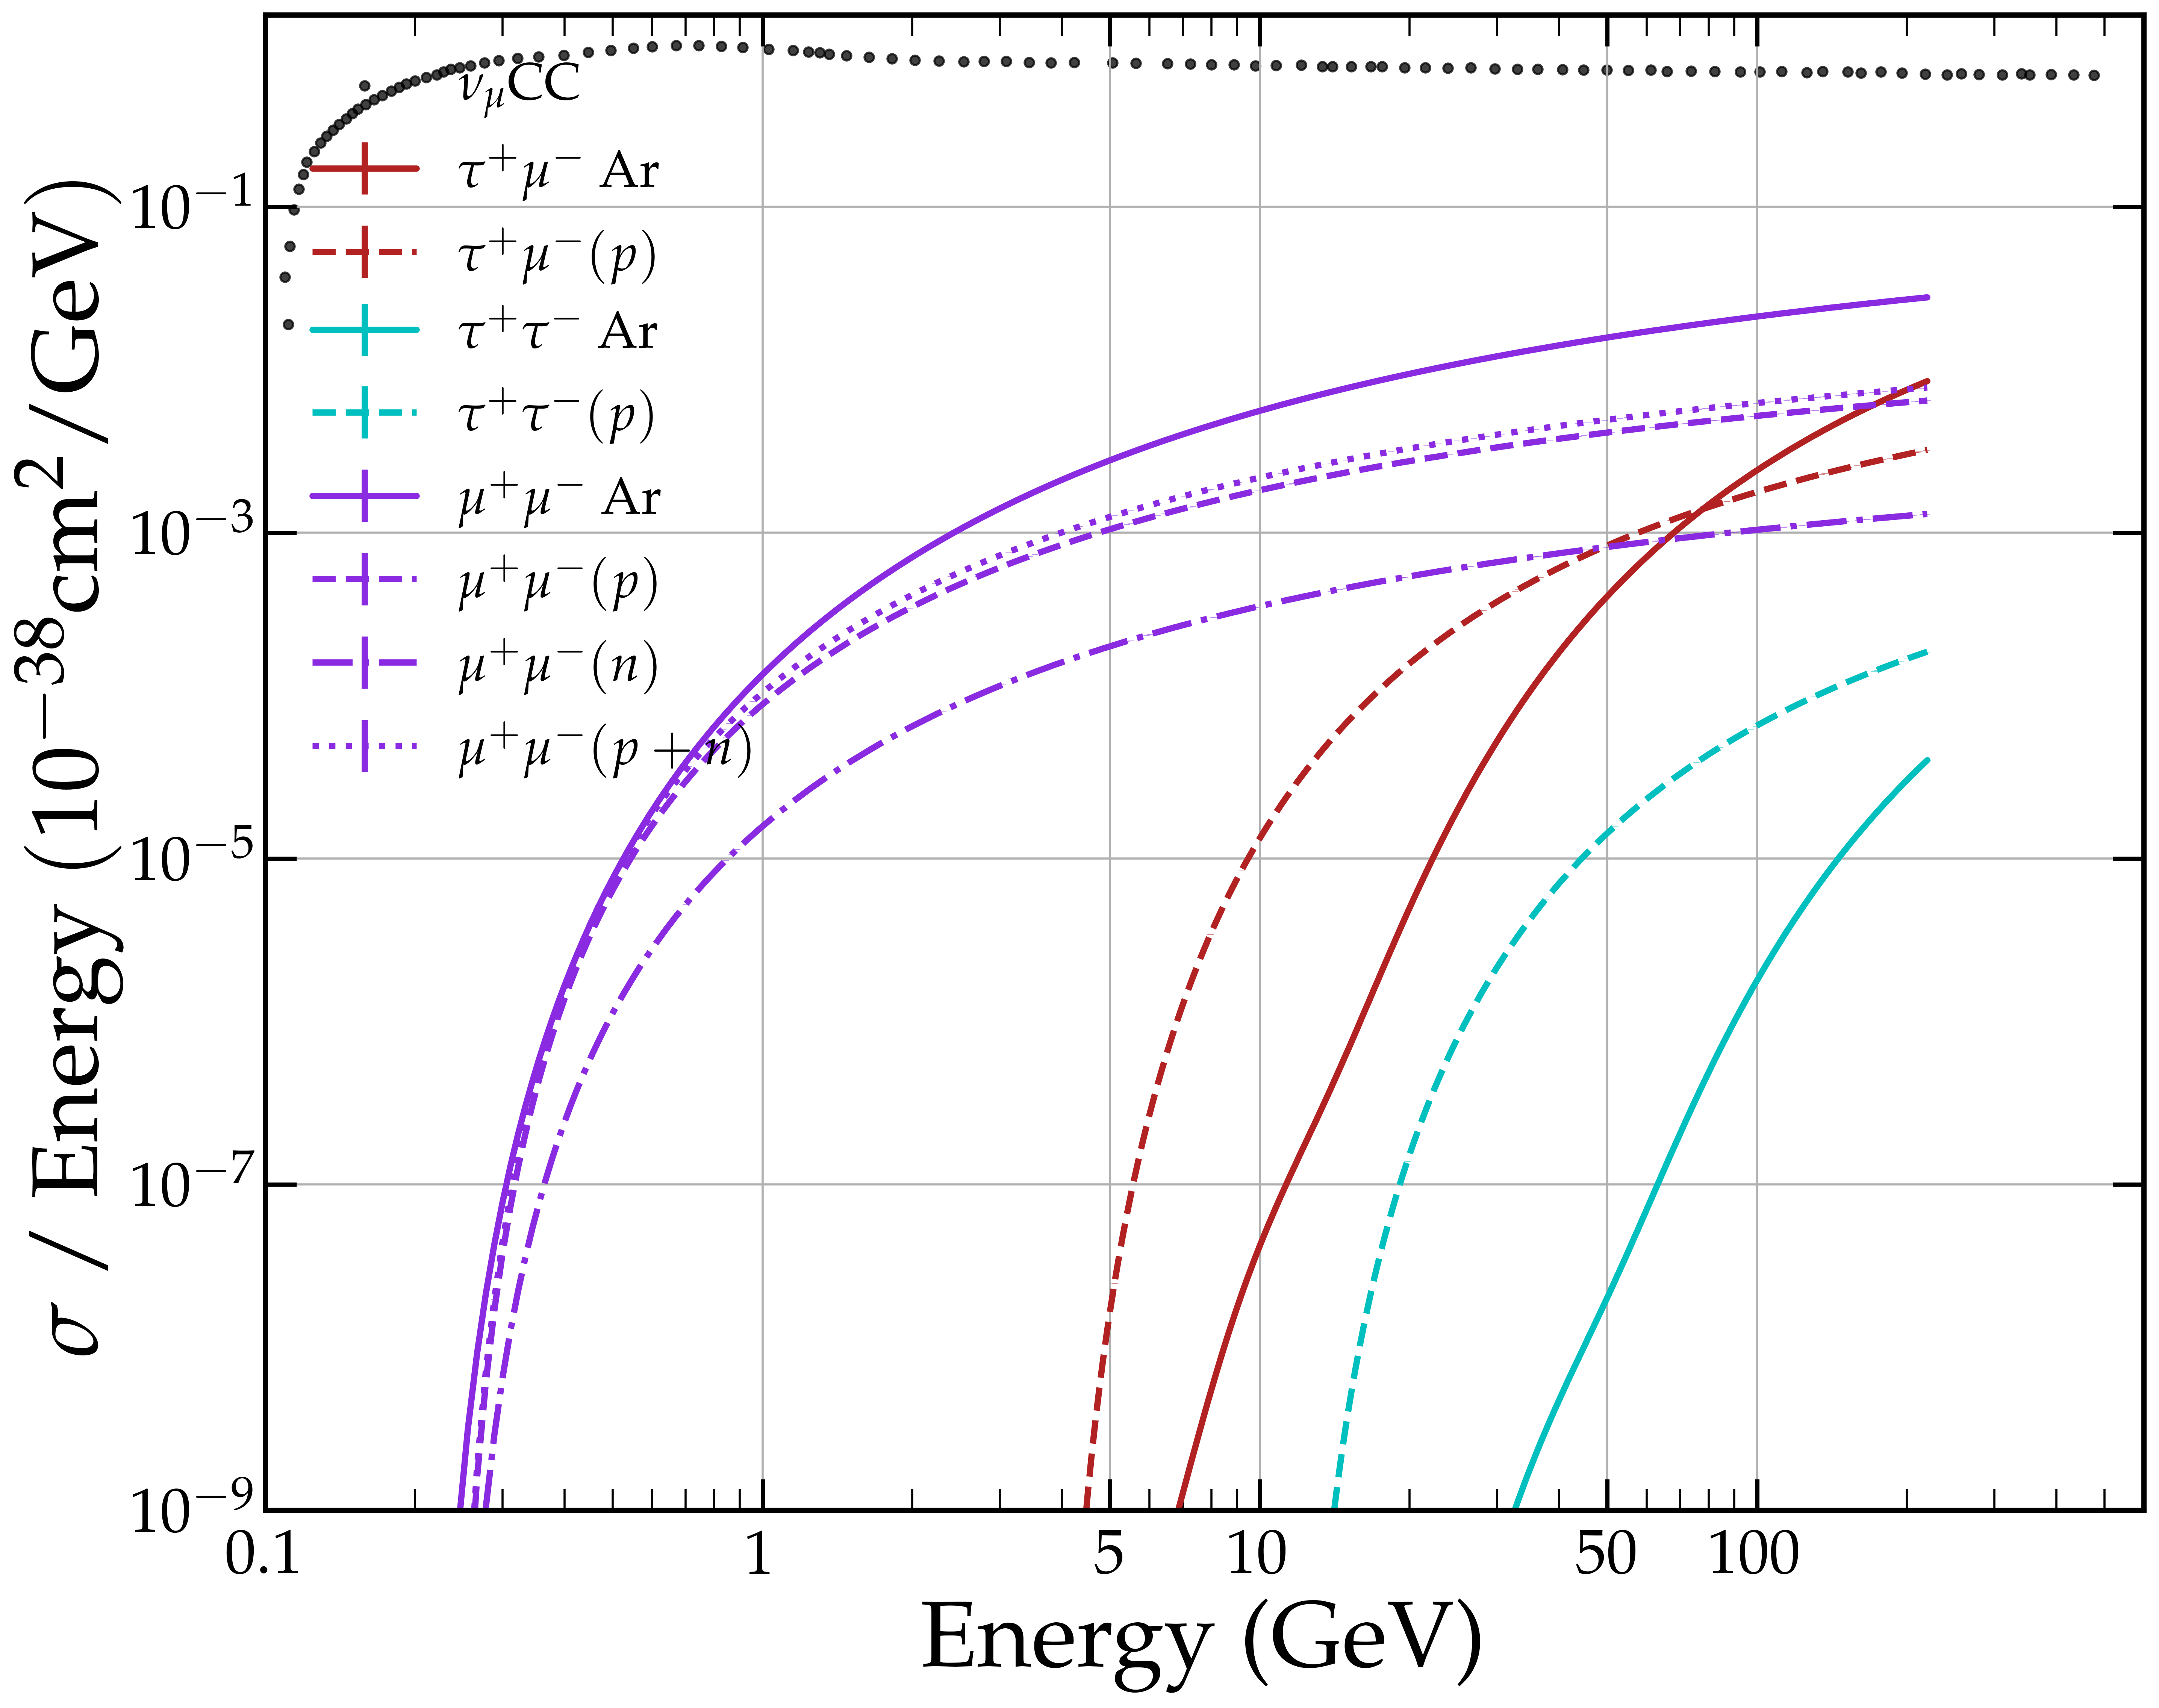 σ / Energy (10⁻³⁸cm²/GeV)
10⁻¹
10⁻³
10⁻⁵
10⁻⁷
10⁻⁹
ν_μCC
τ⁺μ⁻ Ar
τ⁺μ⁻(p)
τ⁺τ⁻ Ar
τ⁺τ⁻(p)
μ⁺μ⁻ Ar
μ⁺μ⁻(p)
μ⁺μ⁻(n)
μ⁺μ⁻(p + n)
0.1 1 5 10 50 100
Energy (GeV)